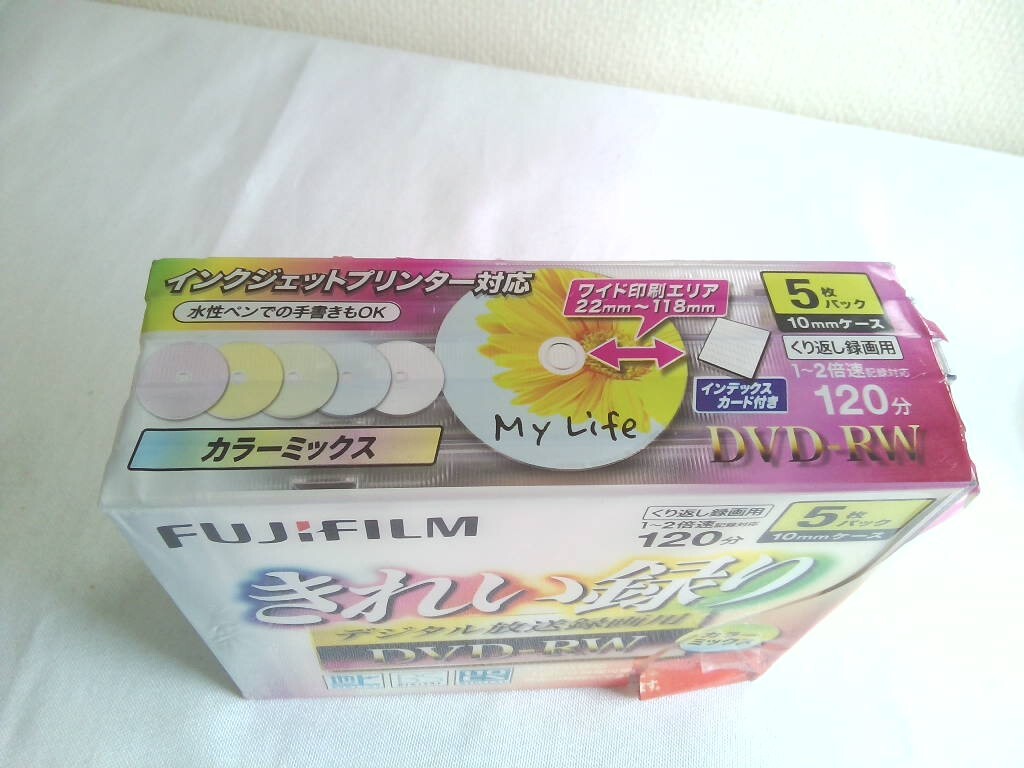 インクジェットプリンター対応
水性ペンでの手書きもOK
カラーミックス
My Life
ワイド印刷エリア
22mm～118mm
インデックス
カード付き
5枚パック
10mmケース
くり返し録画用
1～2倍速記録対応
120分
DVD-RW
FUJIFILM
くり返し録画用
1～2倍速記録対応
120分
5枚パック
10mmケース
きれい録り
デジタル放送録画用
DVD-RW
カラー
ミックス